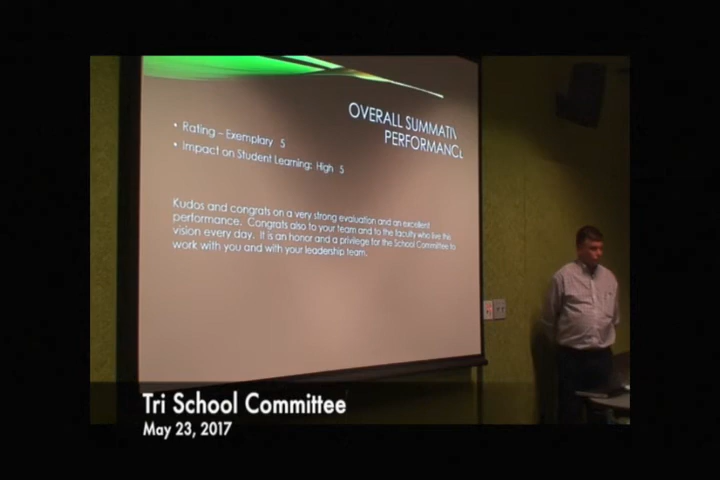 OVERALL SUMMATIV
PERFORMANCE
• Rating – Exemplary 5
• Impact on Student Learning: High 5
Kudos and congrats on a very strong evaluation and an excellent
performance. Congrats also to your team and to the faculty who live this
vision every day. It is an honor and a privilege for the School Committee to
work with you and with your leadership team.
Tri School Committee
May 23, 2017